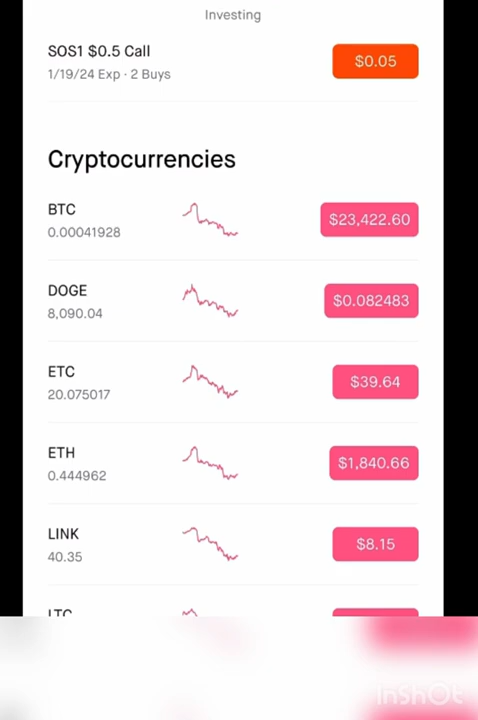 Investing
SOS1 $0.5 Call
$0.05
1/19/24 Exp · 2 Buys
Cryptocurrencies
BTC
$23,422.60
0.00041928
DOGE
$0.082483
8,090.04
ETC
$39.64
20.075017
ETH
$1,840.66
0.444962
LINK
$8.15
40.35
LTC
InShOt